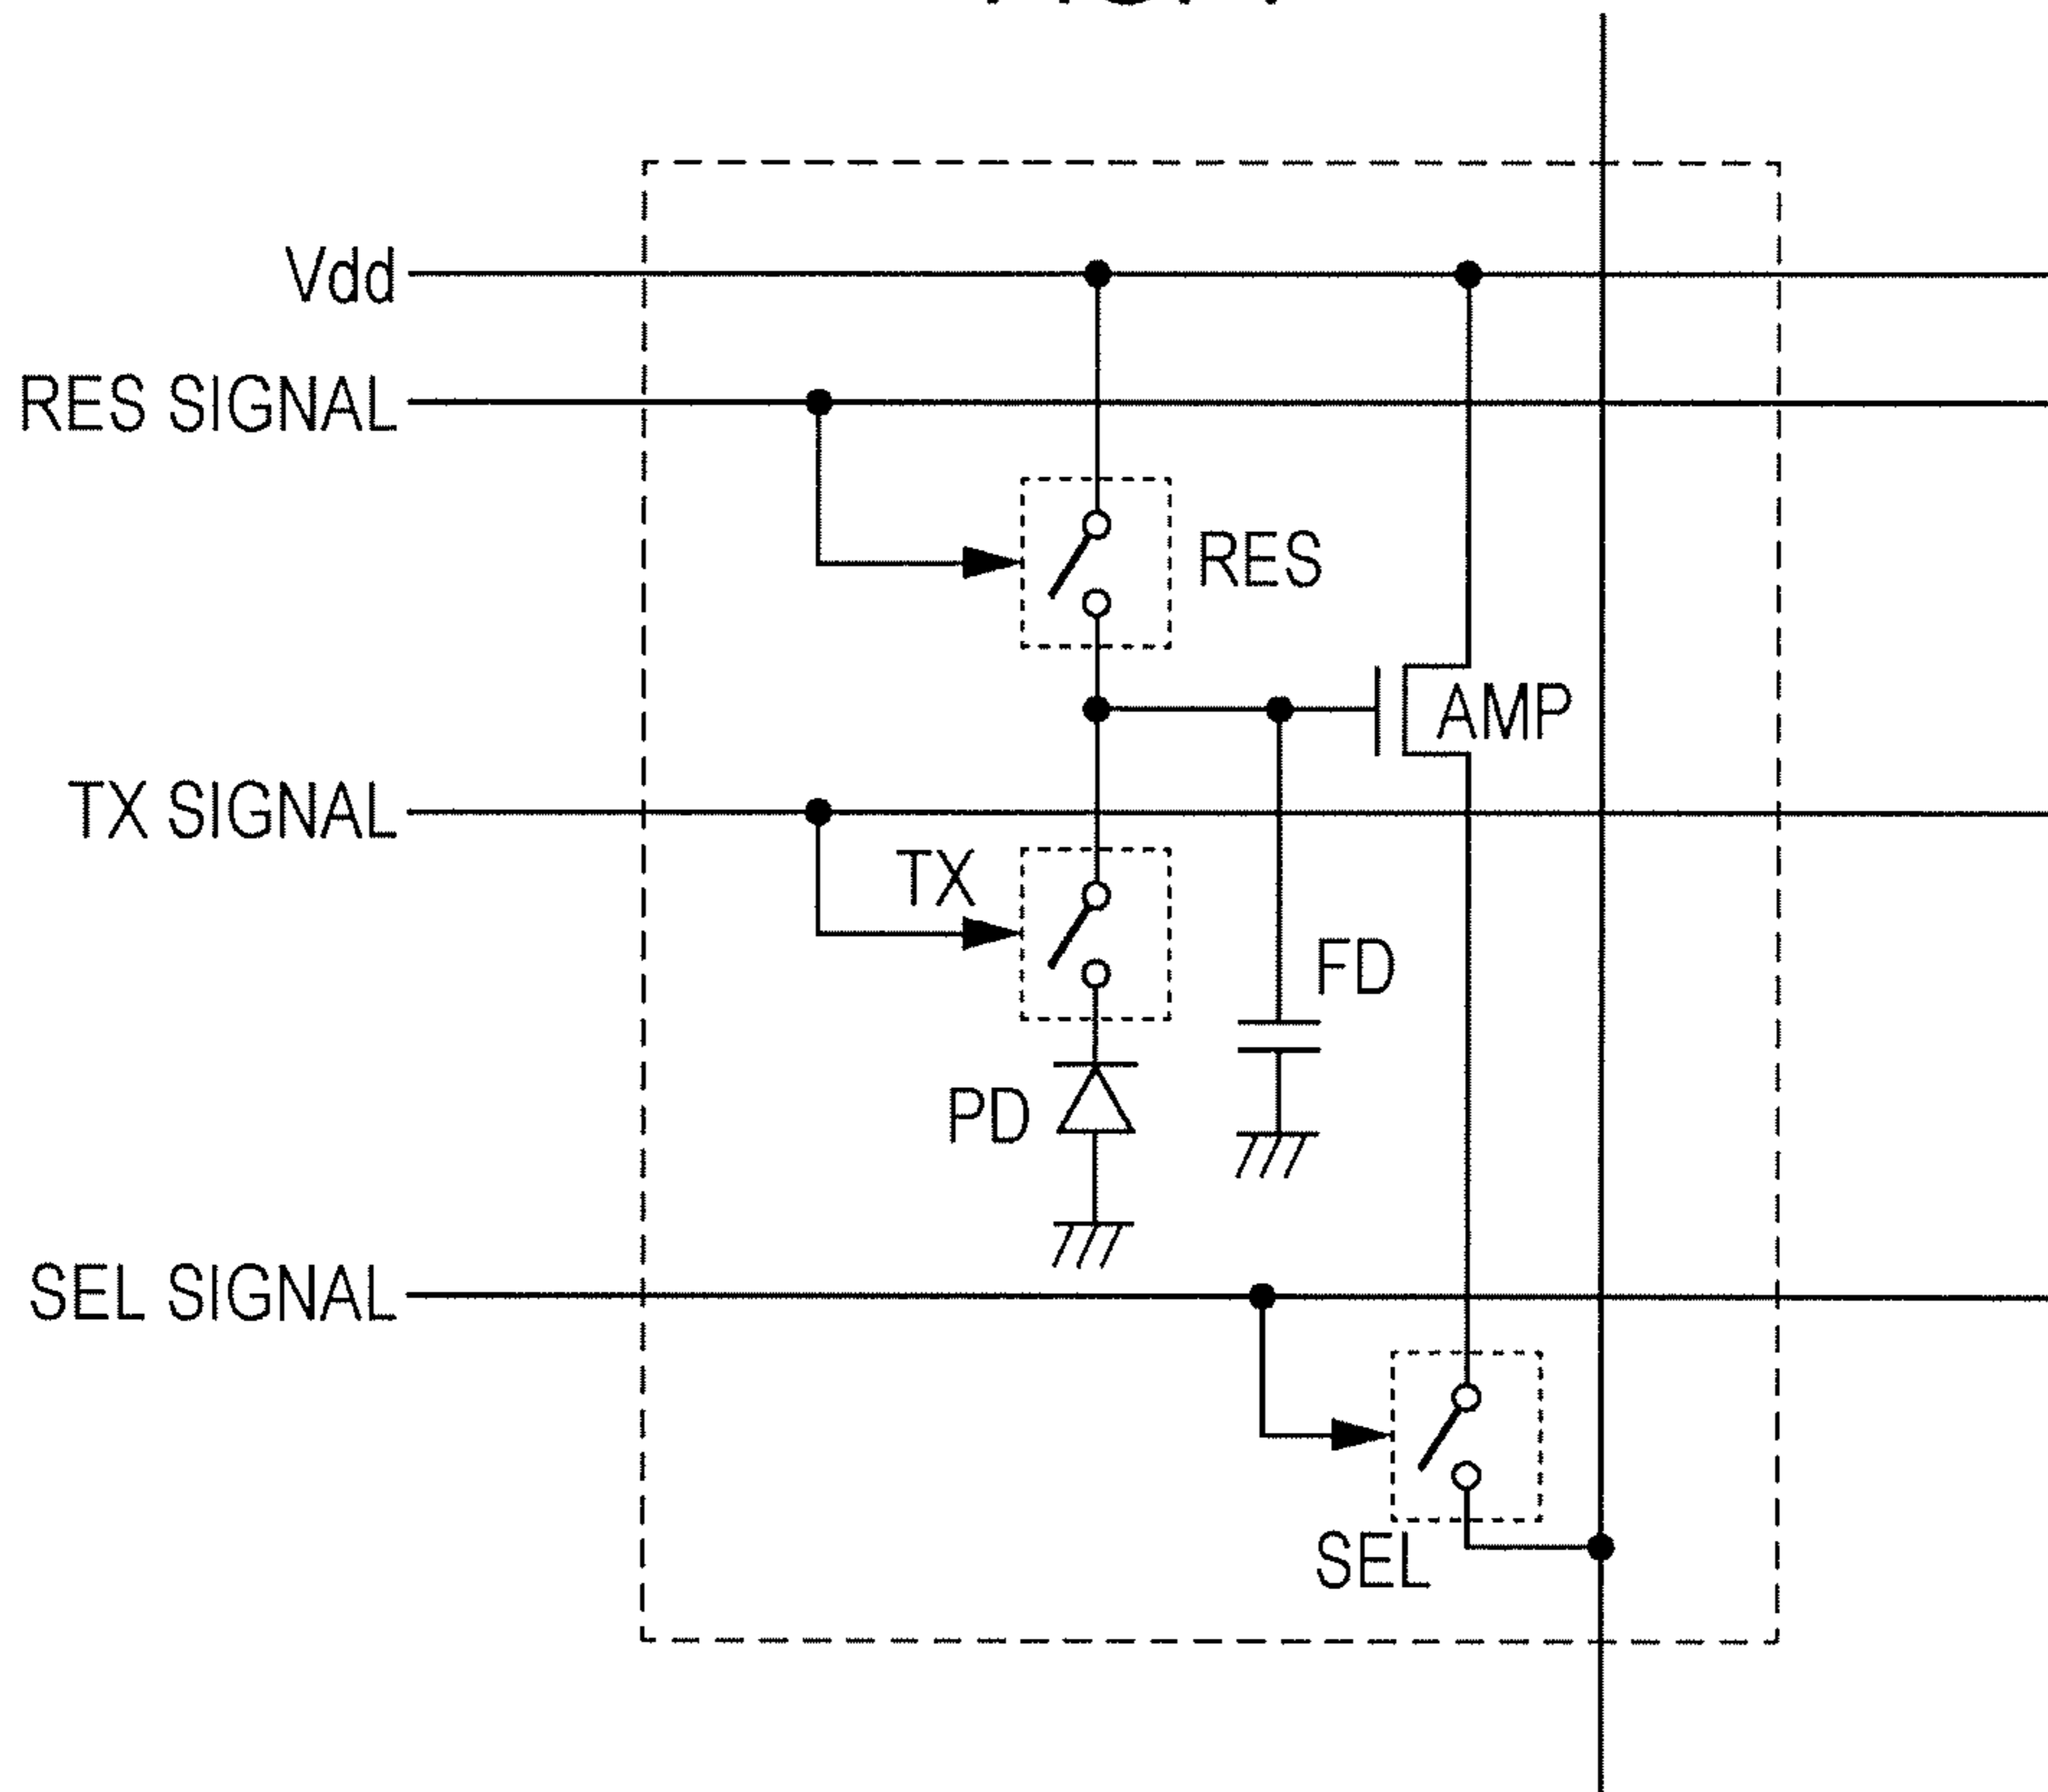 Vdd
RES SIGNAL
RES
AMP
TX SIGNAL
TX
FD
PD
SEL SIGNAL
SEL